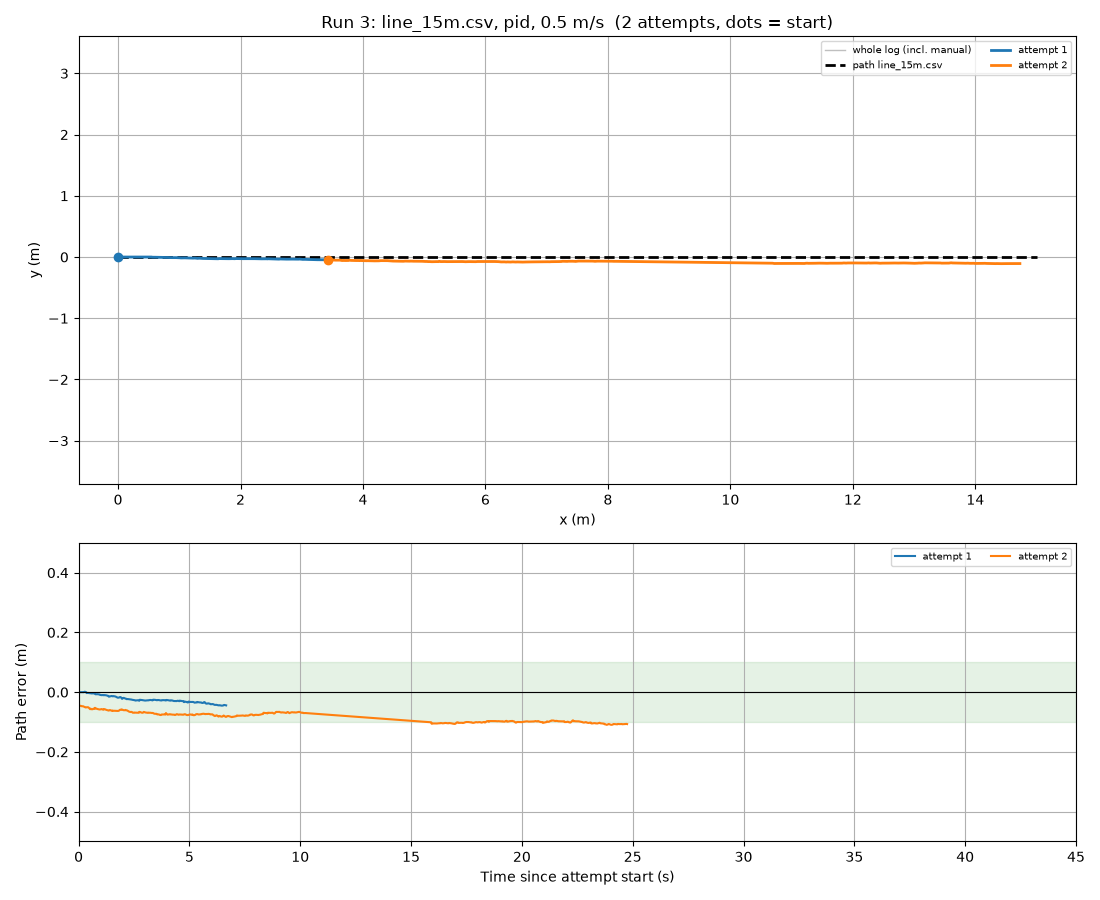 Run 3: line_15m.csv, pid, 0.5 m/s  (2 attempts, dots = start)
whole log (incl. manual)
path line_15m.csv
attempt 1
attempt 2
3
2
1
0
−1
−2
−3
y (m)
0 2 4 6 8 10 12 14
x (m)
attempt 1 attempt 2
0.4
0.2
0.0
−0.2
−0.4
Path error (m)
0 5 10 15 20 25 30 35 40 45
Time since attempt start (s)